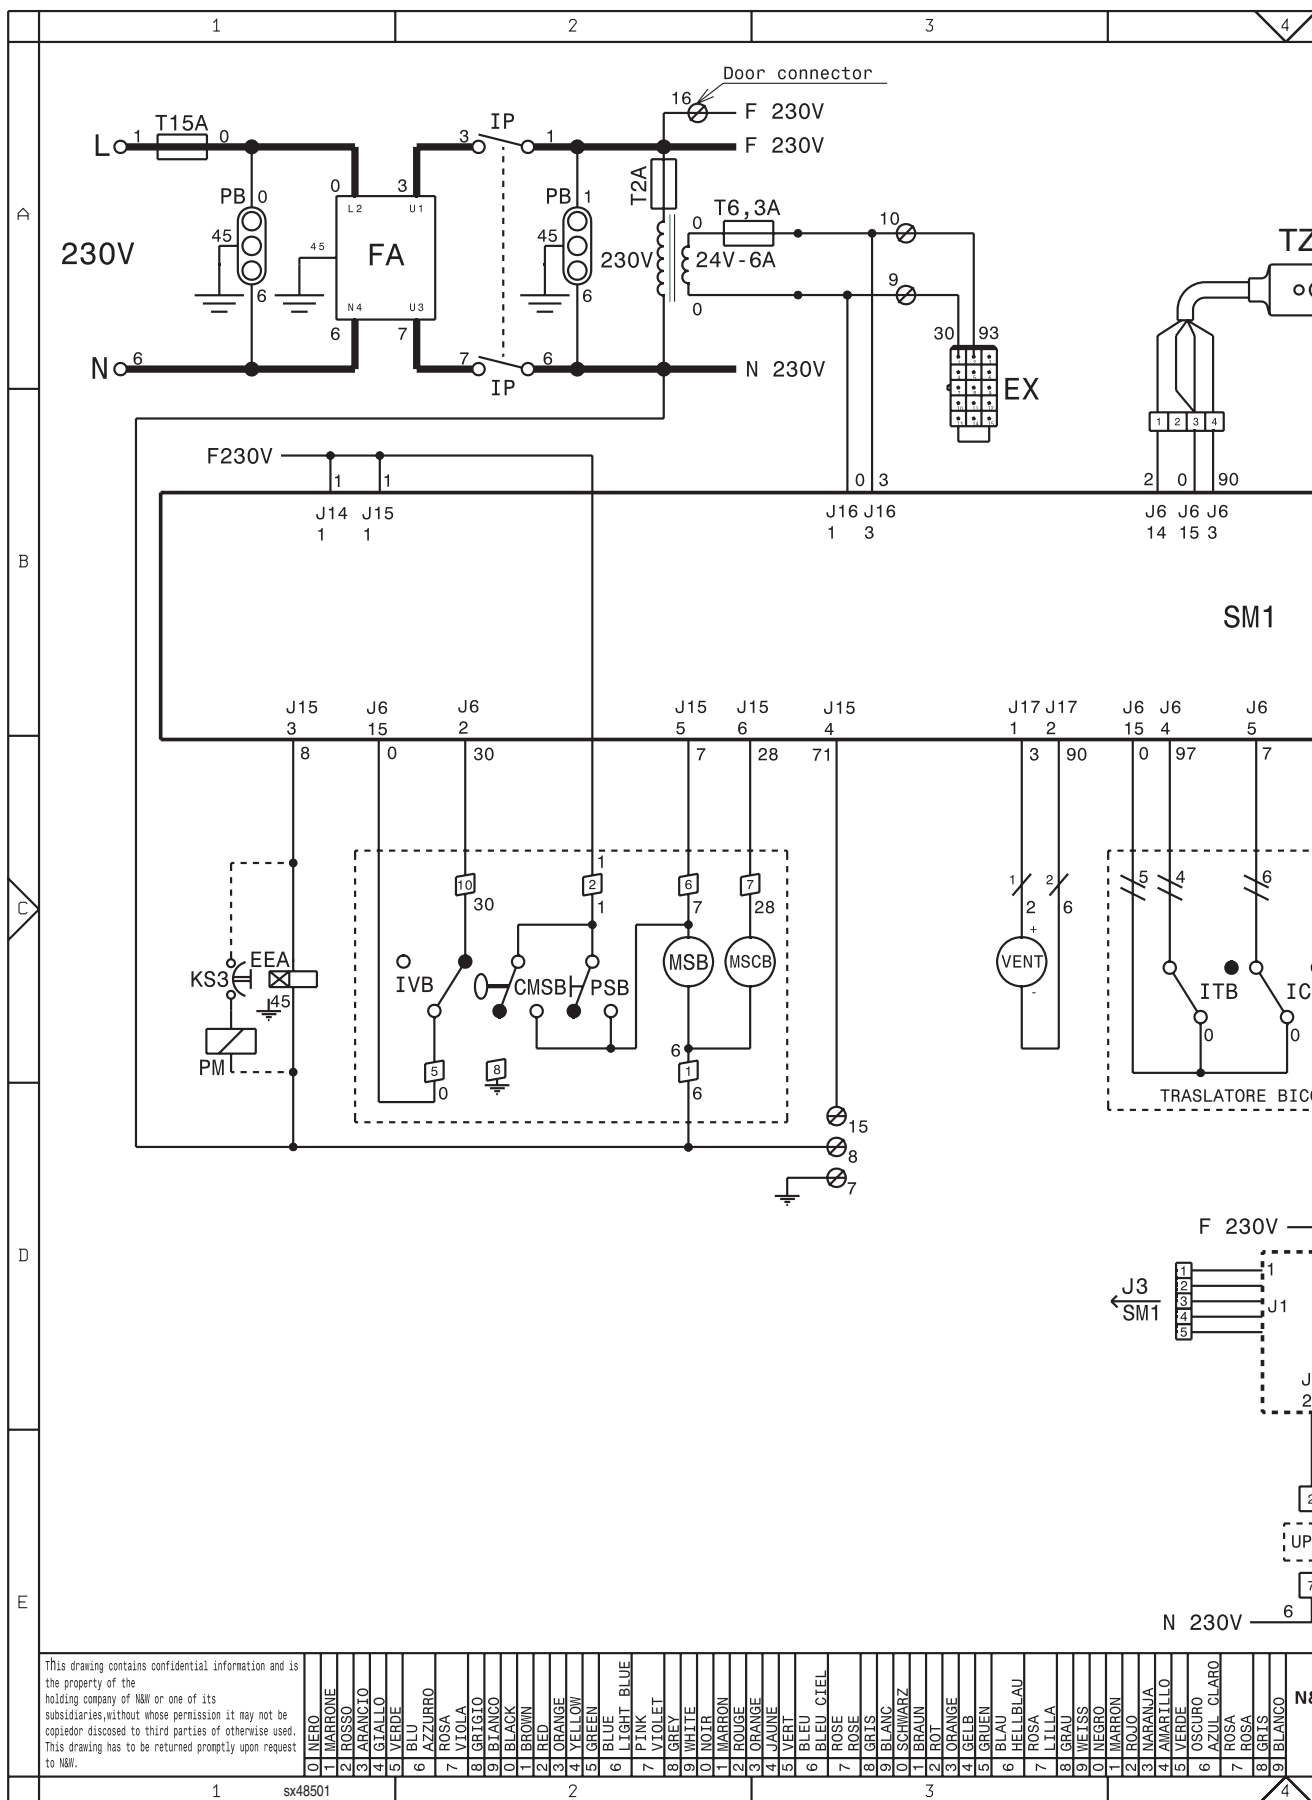 1 2 3 4
Door connector
16
F 230V
L 1 T15A 0 3 IP 1 F 230V
PB 0 0 3 PB 1 T2A T6,3A 10
L2 U1 0
A
45 45 FA 45 230V 24V-6A TZ
230V
N4 U3 9
6 6 7 6 0
30 93
N 6 7 6 N 230V
IP EX
1 2 3 4
F230V
1 1 0 3 2 0 90
J14 J15 J16 J16 J6 J6 J6
1 1 1 3 14 15 3
B
SM1
J15 J6 J6 J15 J15 J15 J17 J17 J6 J6 J6
3 15 2 5 6 4 1 2 15 4 5
8 0 30 7 28 71 3 90 0 97 7
1
10 2 6 7 1 2 5 4 6
C 30 1 7 28 2 6
+
EEA
KS3 IVB CMSB PSB MSB MSCB VENT ITB IC
-
45
6 0 0
PM 5 8 1
0 6
TRASLATORE BICO
15
8
7
F 230V
D
J3 1 1
2
SM1 3 J1
4
5
J
2
2
UP
E 7
N 230V 6
This drawing contains confidential information and is
the property of the
holding company of N&W or one of its
subsidiaries,without whose permission it may not be
copiedor discosed to third parties of otherwise used.
This drawing has to be returned promptly upon request
to N&W.
0 NERO
1 MARRONE
2 ROSSO
3 ARANCIO
4 GIALLO
5 VERDE
6 BLU
AZZURRO
7 ROSA
VIOLA
8 GRIGIO
9 BIANCO
0 BLACK
1 BROWN
2 RED
3 ORANGE
4 YELLOW
5 GREEN
6 BLUE
LIGHT BLUE
7 PINK
VIOLET
8 GREY
9 WHITE
0 NOIR
1 MARRON
2 ROUGE
3 ORANGE
4 JAUNE
5 VERT
6 BLEU
BLEU CIEL
7 ROSE
ROSE
8 GRIS
9 BLANC
0 SCHWARZ
1 BRAUN
2 ROT
3 ORANGE
4 GELB
5 GRUEN
6 BLAU
HELLBLAU
7 ROSA
LILLA
8 GRAU
9 WEISS
0 NEGRO
1 MARRON
2 ROJO
3 NARANJA
4 AMARILLO
5 VERDE
6 OSCURO
AZUL CLARO
7 ROSA
ROSA
8 GRIS
9 BLANCO
N&
1 sx48501 2 3 4